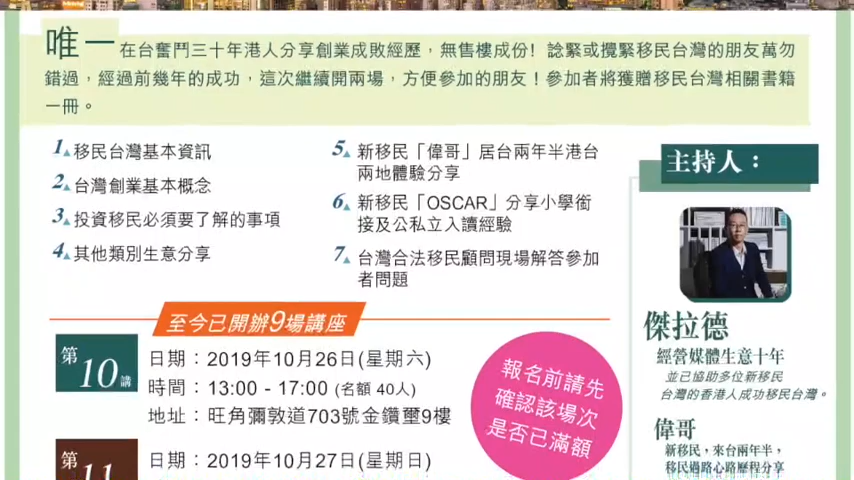 唯一在台奮鬥三十年港人分享創業成敗經歷，無售樓成份！諗緊或攪緊移民台灣的朋友萬勿
錯過，經過前幾年的成功，這次繼續開兩場，方便參加的朋友！參加者將獲贈移民台灣相關書籍
一冊。
1 移民台灣基本資訊
2 台灣創業基本概念
3 投資移民必須要了解的事項
4 其他類別生意分享
5 新移民「偉哥」居台兩年半港台
兩地體驗分享
6 新移民「OSCAR」分享小學銜
接及公私立入讀經驗
7 台灣合法移民顧問現場解答參加
者問題
至今已開辦9場講座
第10講
日期：2019年10月26日(星期六)
時間：13:00 - 17:00 (名額 40人)
地址：旺角彌敦道703號金鑽璽9樓
第11
日期：2019年10月27日(星期日)
報名前請先
確認該場次
是否已滿額
主持人：
傑拉德
經營媒體生意十年
並已協助多位新移民
台灣的香港人成功移民台灣。
偉哥
新移民，來台兩年半，
移民過路心路歷程分享